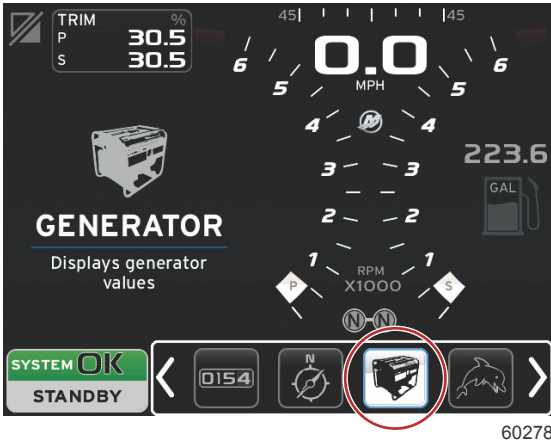 45 45
TRIM %
P 30.5
S 30.5
0.0
MPH
6 6
5 5
4 4
3 3
2 2
1 1
RPM
X1000
P S
N N
223.6
GAL
GENERATOR
Displays generator
values
SYSTEM OK
STANDBY
0154
N
60278